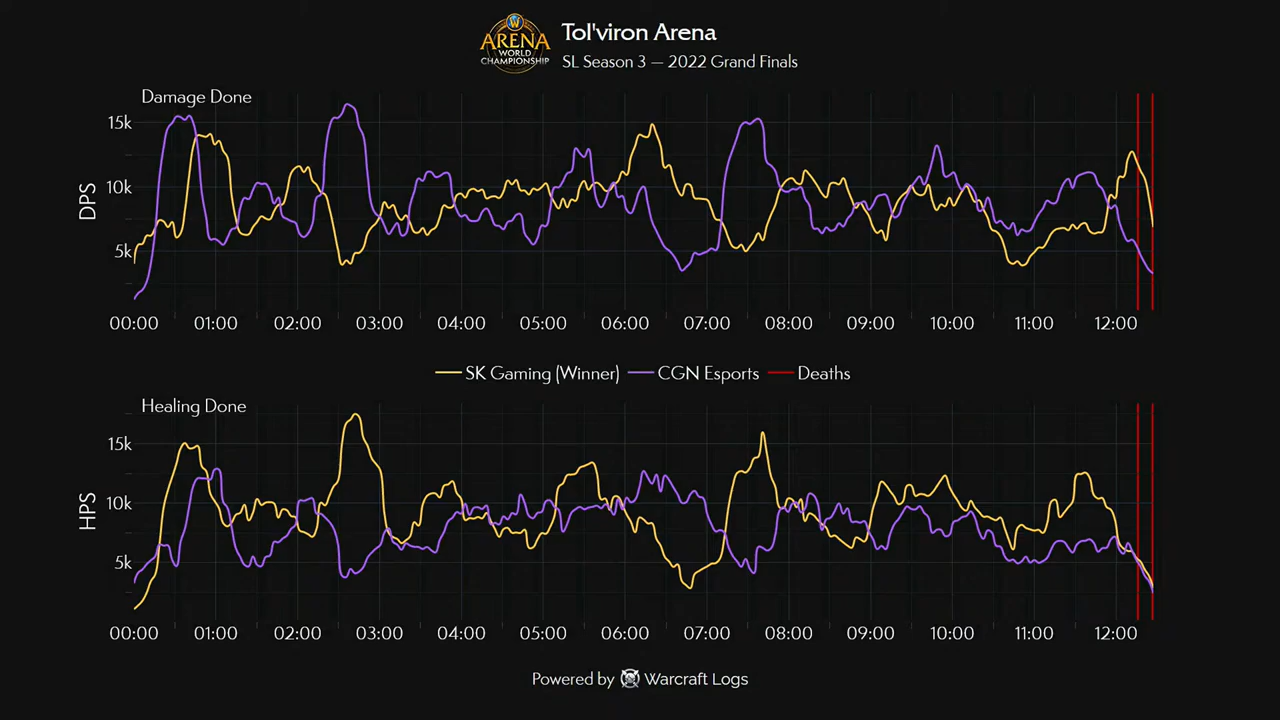 W
ARENA
WORLD
CHAMPIONSHIP
Tol'viron Arena
SL Season 3 — 2022 Grand Finals
Damage Done
DPS
15k
10k
5k
00:00 01:00 02:00 03:00 04:00 05:00 06:00 07:00 08:00 09:00 10:00 11:00 12:00
SK Gaming (Winner) CGN Esports Deaths
Healing Done
HPS
15k
10k
5k
00:00 01:00 02:00 03:00 04:00 05:00 06:00 07:00 08:00 09:00 10:00 11:00 12:00
Powered by Warcraft Logs